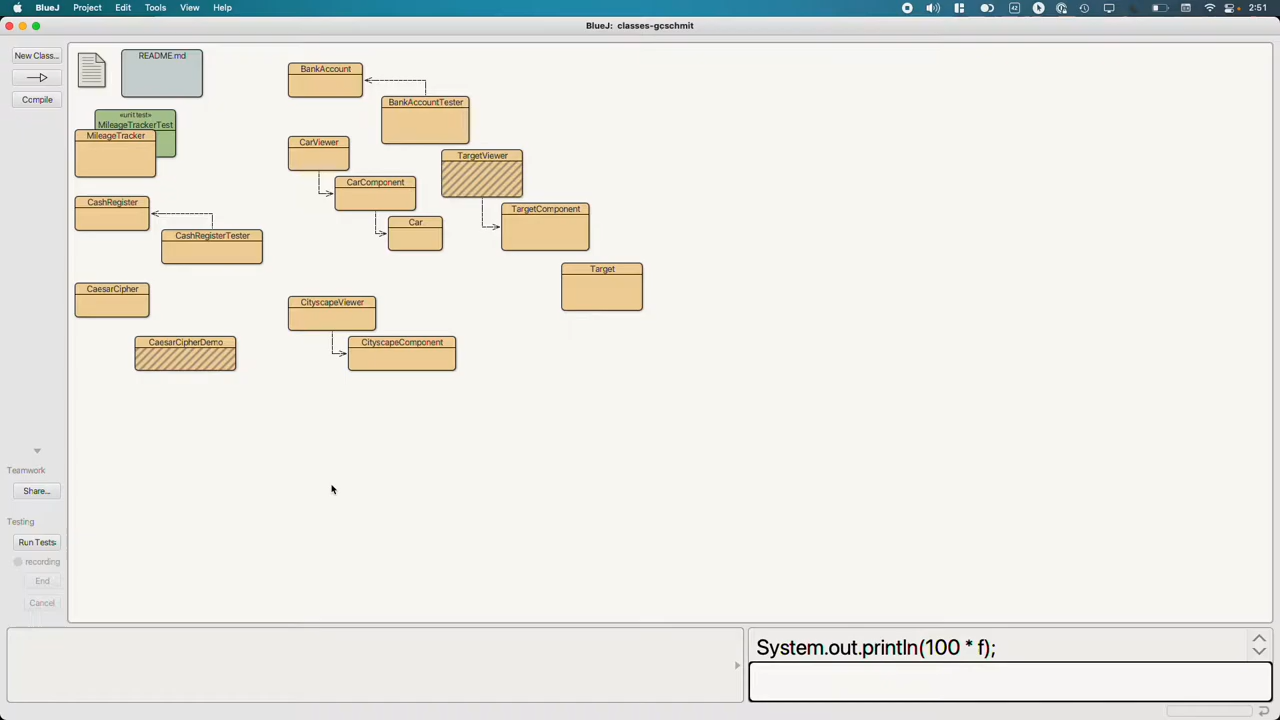 BlueJ Project Edit Tools View Help 2:51
BlueJ: classes-gcschmit
New Class...
Compile
README.md
«unit test»
MileageTrackerTest
MileageTracker
CashRegister
CashRegisterTester
CaesarCipher
CaesarCipherDemo
BankAccount
BankAccountTester
CarViewer
CarComponent
Car
TargetViewer
TargetComponent
Target
CityscapeViewer
CityscapeComponent
Teamwork
Share...
Testing
Run Tests
recording
End
Cancel
System.out.println(100 * f);